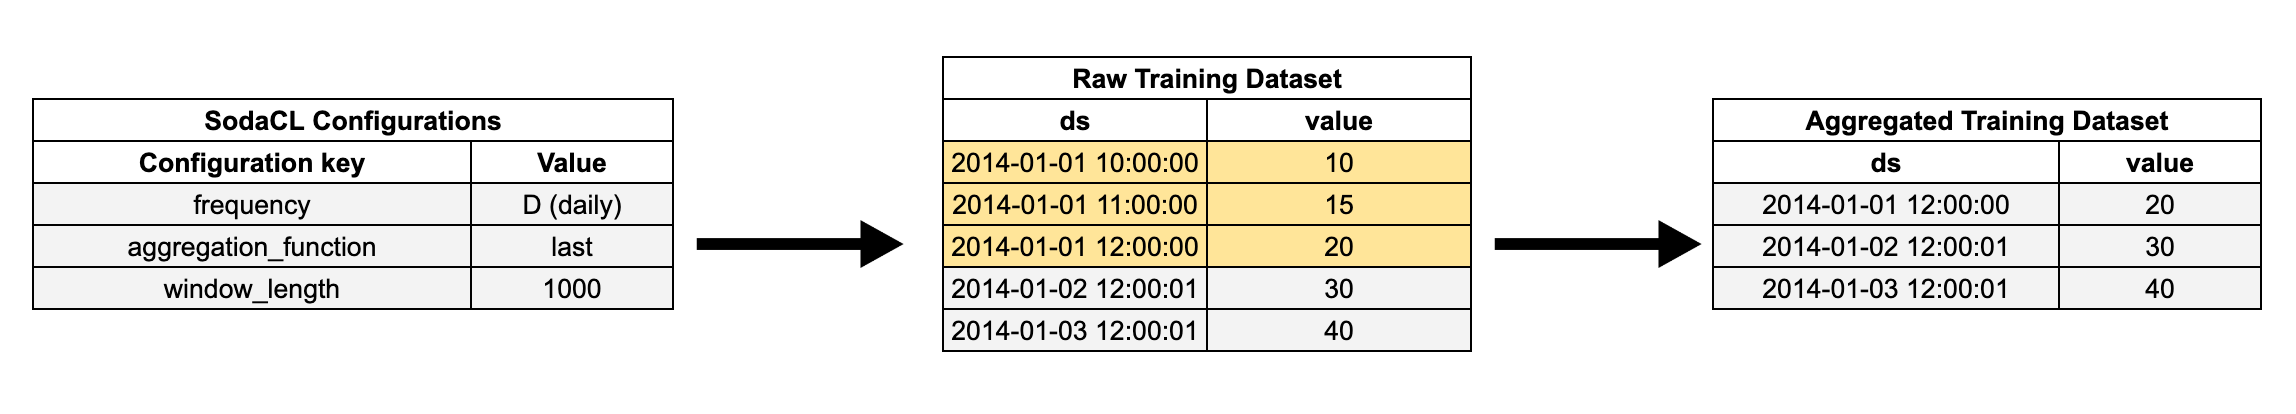 SodaCL Configurations
Configuration key Value
frequency D (daily)
aggregation_function last
window_length 1000
Raw Training Dataset
ds value
2014-01-01 10:00:00 10
2014-01-01 11:00:00 15
2014-01-01 12:00:00 20
2014-01-02 12:00:01 30
2014-01-03 12:00:01 40
Aggregated Training Dataset
ds value
2014-01-01 12:00:00 20
2014-01-02 12:00:01 30
2014-01-03 12:00:01 40